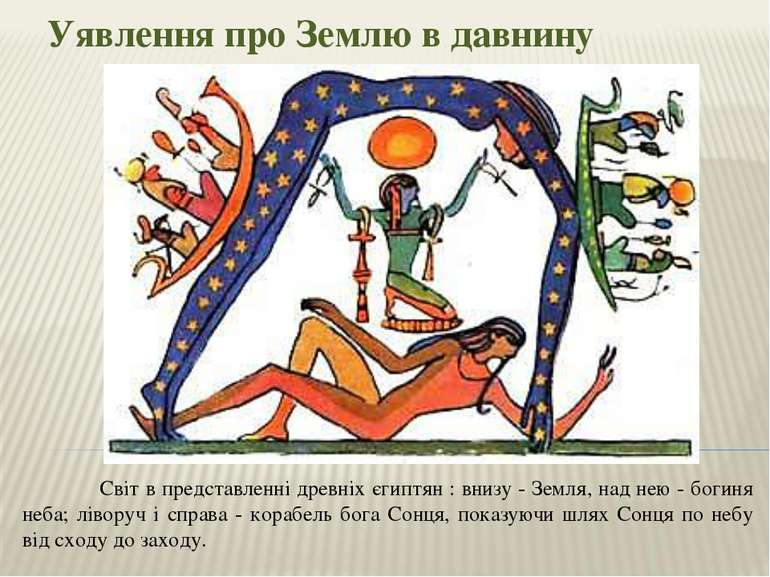 Уявлення про Землю в давнину
Світ в представленні древніх єгиптян : внизу - Земля, над нею - богиня
неба; ліворуч і справа - корабель бога Сонця, показуючи шлях Сонця по небу
від сходу до заходу.